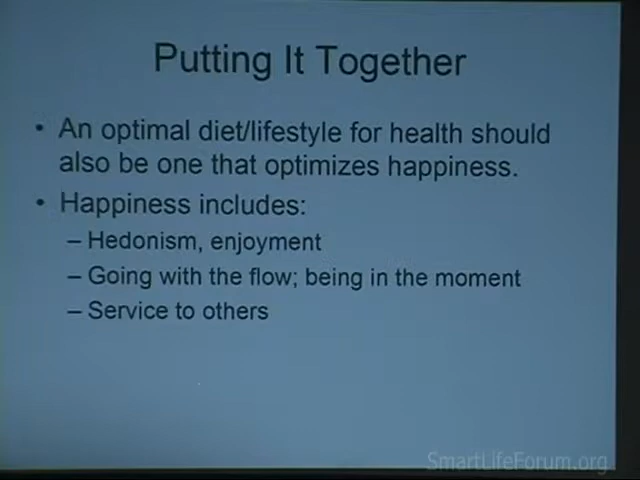 Putting It Together
• An optimal diet/lifestyle for health should
also be one that optimizes happiness.
• Happiness includes:
– Hedonism, enjoyment
– Going with the flow; being in the moment
– Service to others
SmartLifeForum.org